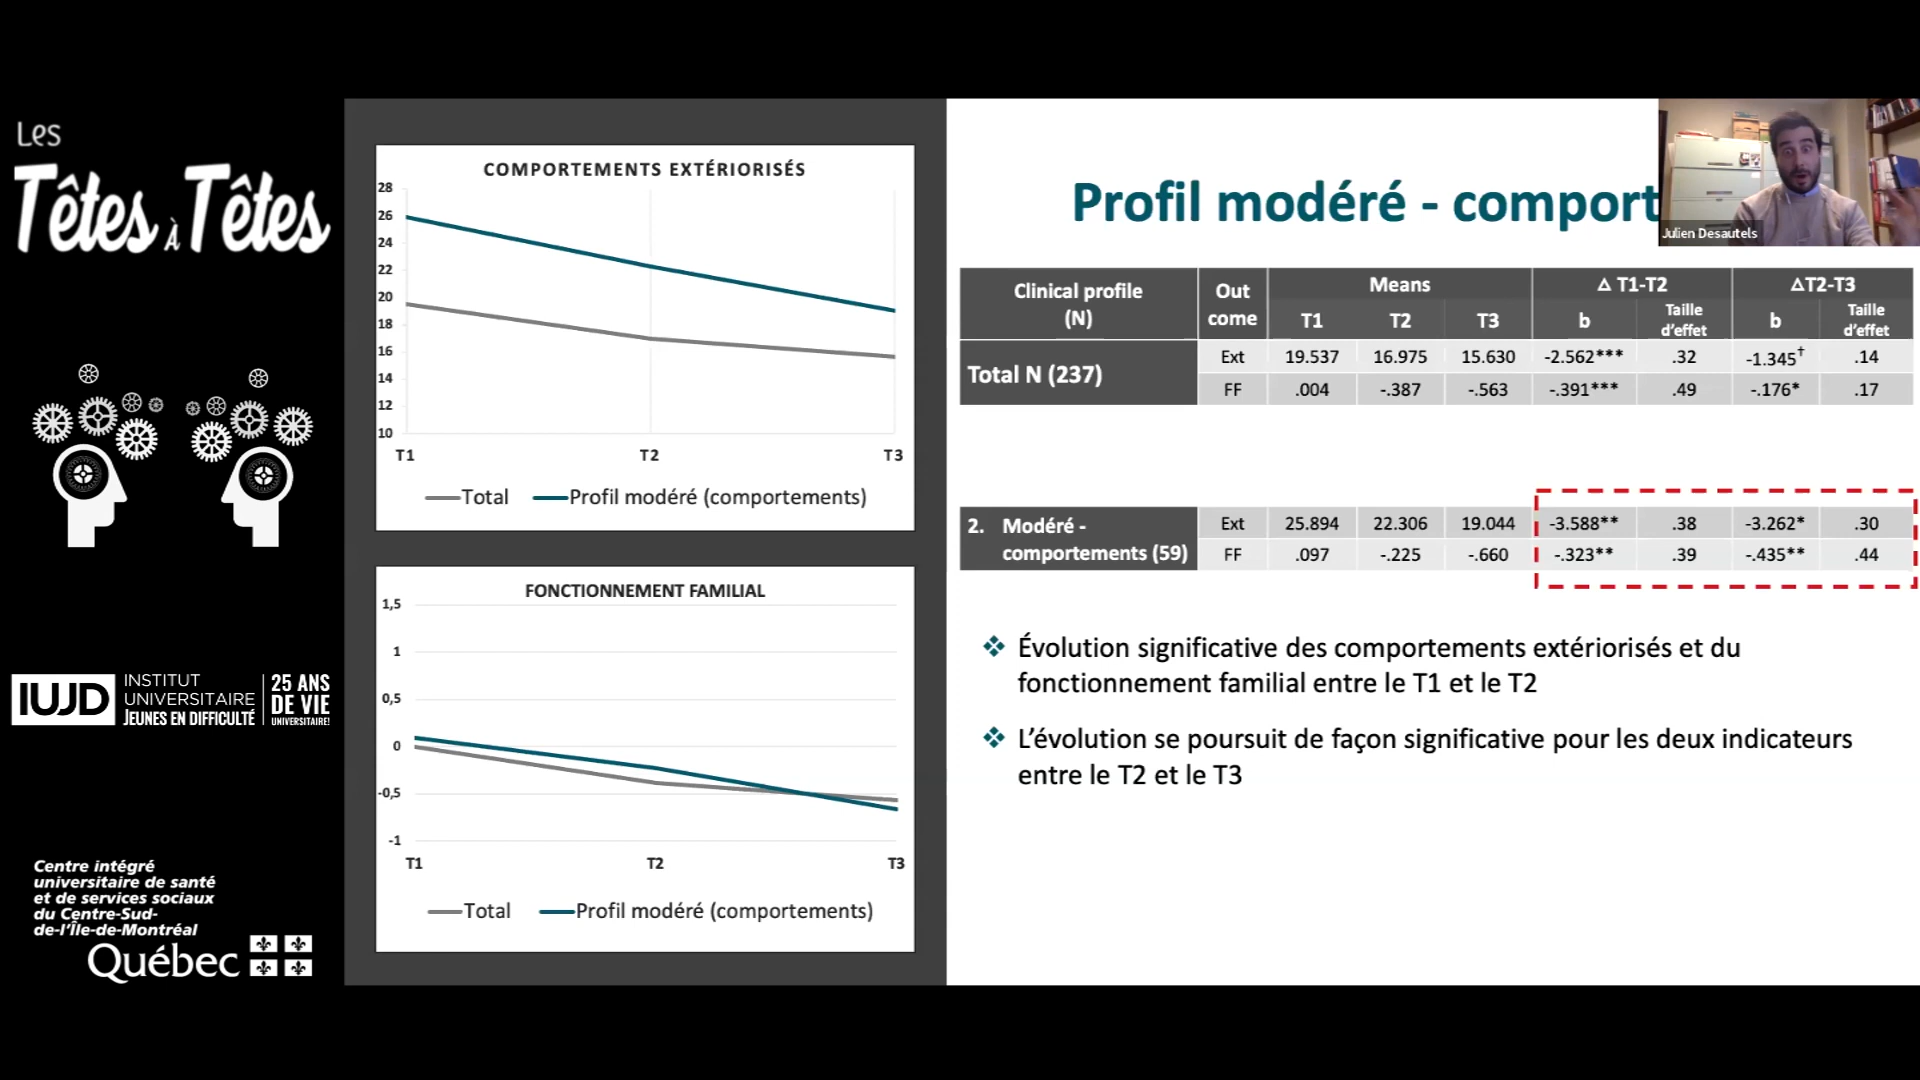 Les
Têtes À Têtes
IUJD
INSTITUT
UNIVERSITAIRE
JEUNES EN DIFFICULTÉ
25 ANS
DE VIE
UNIVERSITAIRE!
Centre intégré
universitaire de santé
et de services sociaux
du Centre-Sud-
de-l'Île-de-Montréal
Québec
COMPORTEMENTS EXTÉRIORISÉS
28
26
24
22
20
18
16
14
12
10
T1 T2 T3
Total Profil modéré (comportements)
FONCTIONNEMENT FAMILIAL
1,5
1
0,5
0
-0,5
-1
T1 T2 T3
Total Profil modéré (comportements)
Profil modéré - comport
Julien Desautels
Clinical profile (N) Out come Means Δ T1-T2 ΔT2-T3
T1 T2 T3 b Taille d'effet b Taille d'effet
Total N (237) Ext 19.537 16.975 15.630 -2.562*** .32 -1.345† .14
FF .004 -.387 -.563 -.391*** .49 -.176* .17
2. Modéré - Ext 25.894 22.306 19.044 -3.588** .38 -3.262* .30
comportements (59) FF .097 -.225 -.660 -.323** .39 -.435** .44
❖ Évolution significative des comportements extériorisés et du
fonctionnement familial entre le T1 et le T2
❖ L'évolution se poursuit de façon significative pour les deux indicateurs
entre le T2 et le T3